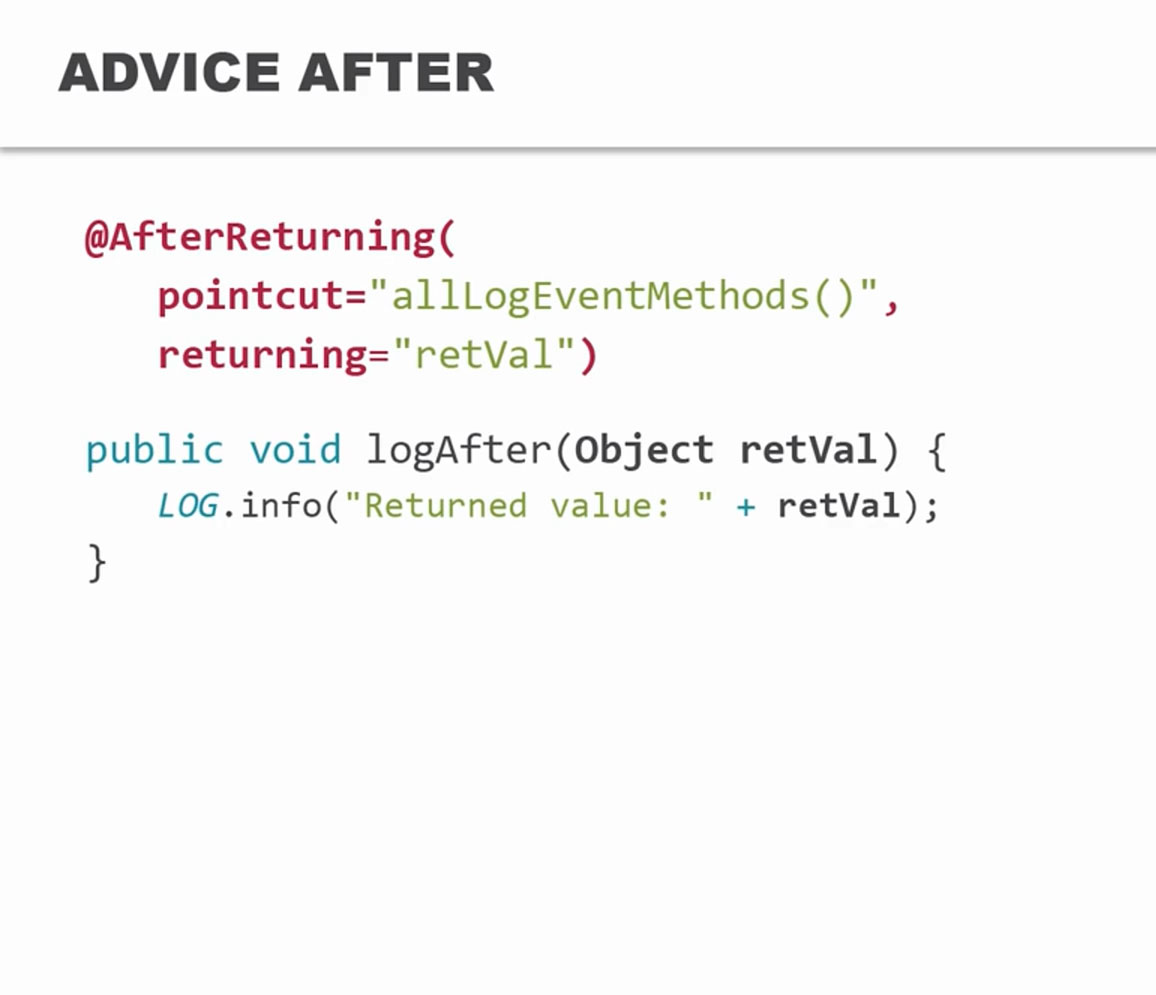 ADVICE AFTER
@AfterReturning(
pointcut="allLogEventMethods()",
returning="retVal")
public void logAfter(Object retVal) {
LOG.info("Returned value: " + retVal);
}